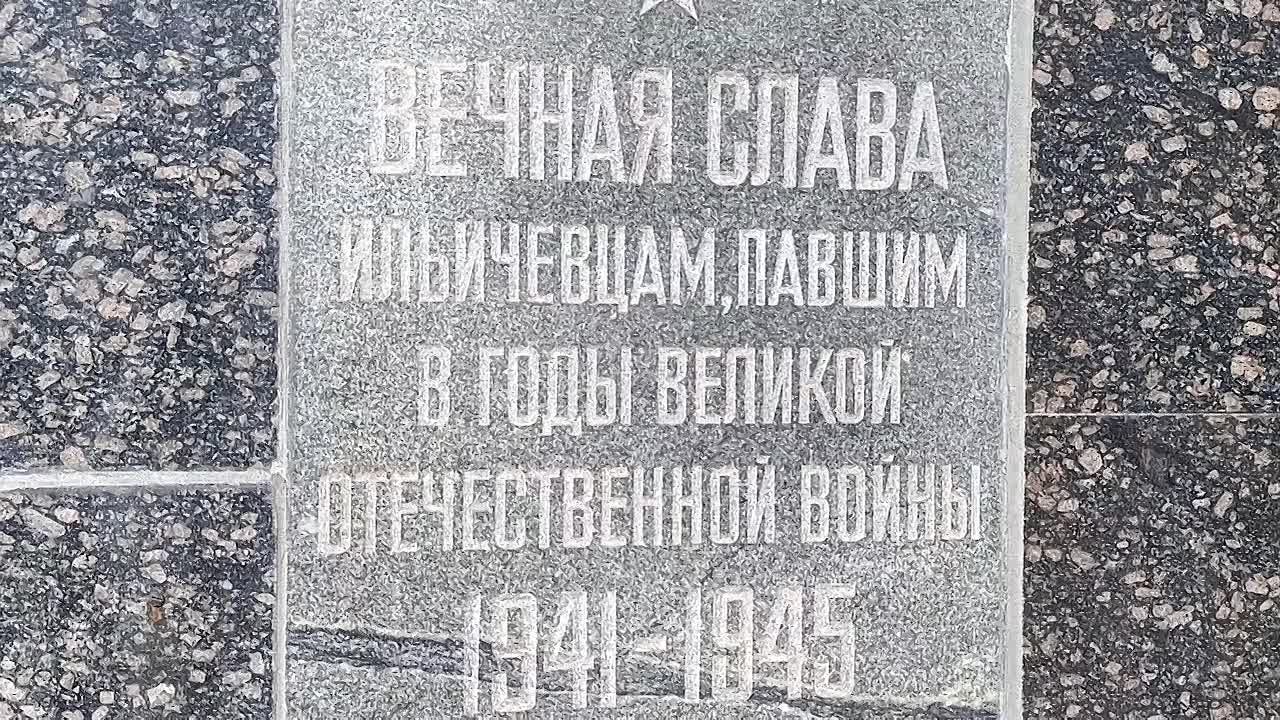 ВЕЧНАЯ СЛАВА
ИЛЬИЧЕВЦАМ, ПАВШИМ
В ГОДЫ ВЕЛИКОЙ
ОТЕЧЕСТВЕННОЙ ВОЙНЫ
1941-1945